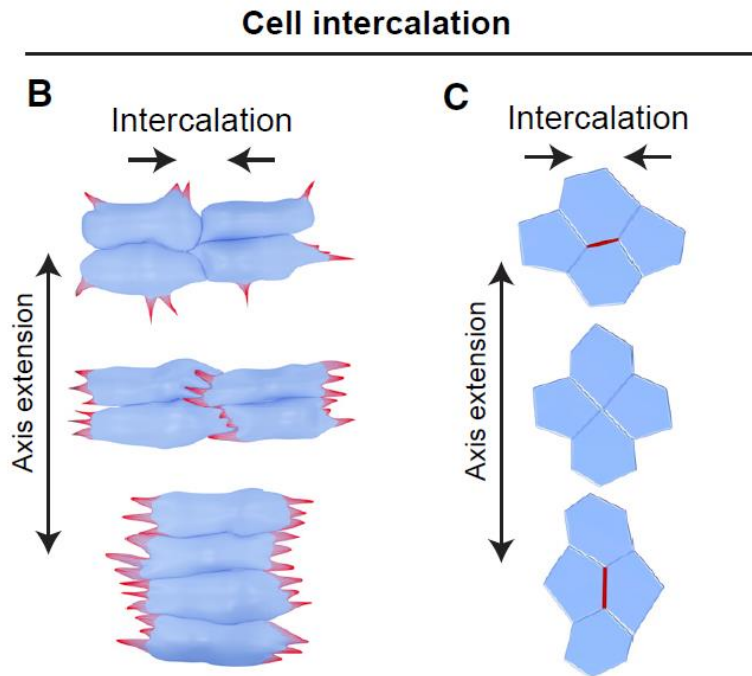 Cell intercalation
B
Intercalation
Axis extension
C
Intercalation
Axis extension